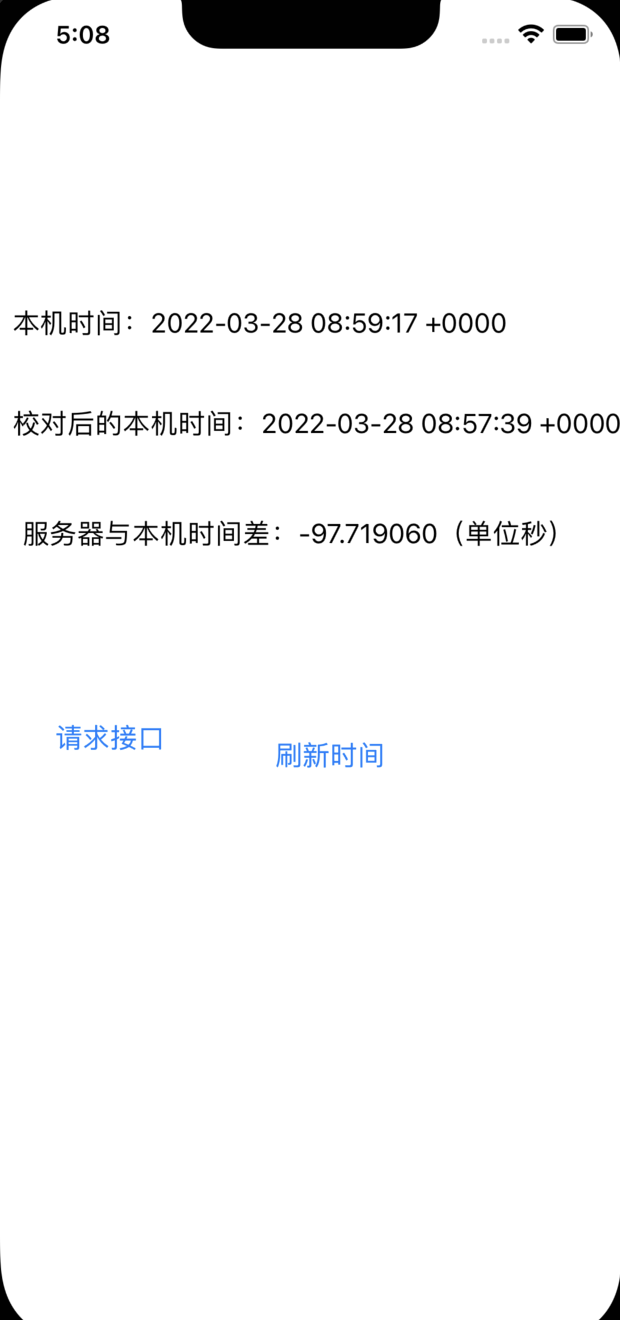 5:08
本机时间：2022-03-28 08:59:17 +0000
校对后的本机时间：2022-03-28 08:57:39 +0000
服务器与本机时间差：-97.719060（单位秒）
请求接口
刷新时间